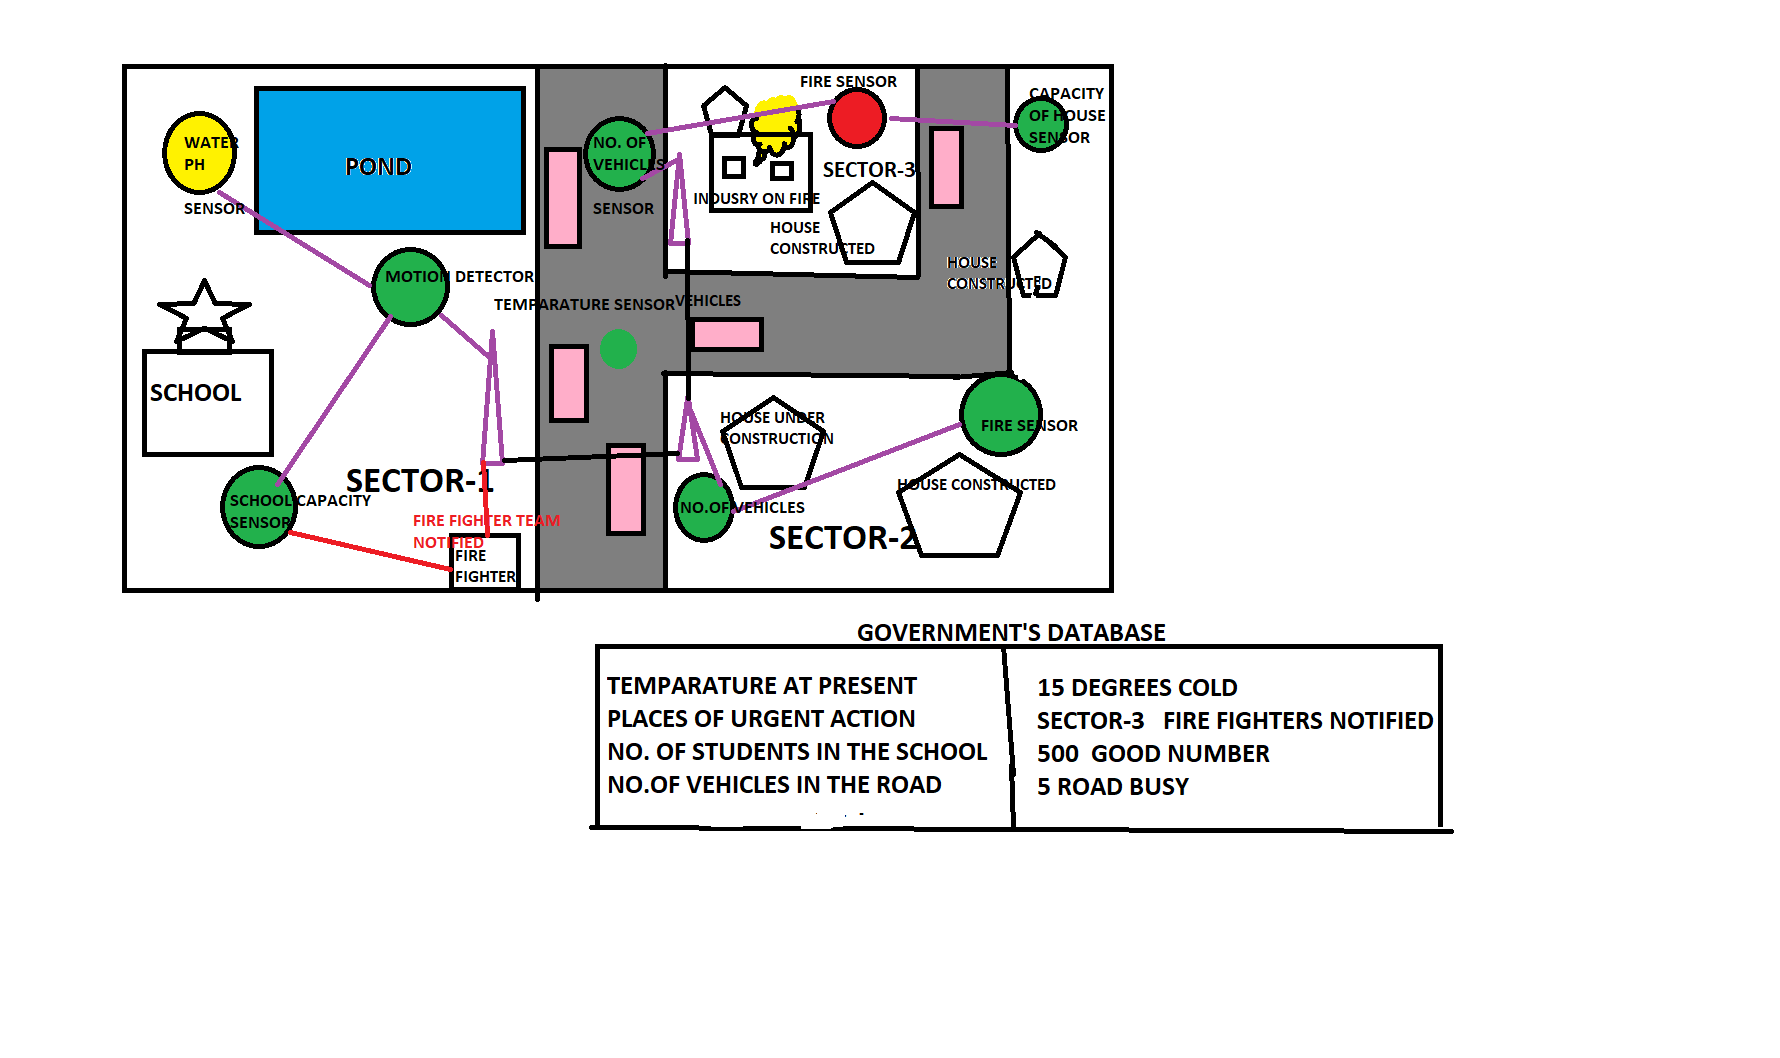 FIRE SENSOR
CAPACITY
OF HOUSE
SENSOR
WATER
PH
SENSOR
POND
NO. OF
VEHICLES
SENSOR
SECTOR-3
INDUSRY ON FIRE
HOUSE
CONSTRUCTED
HOUSE
CONSTRUCTED
MOTION DETECTOR
TEMPARATURE SENSOR
VEHICLES
SCHOOL
HOUSE UNDER
CONSTRUCTION
FIRE SENSOR
SECTOR-1
HOUSE CONSTRUCTED
SCHOOL CAPACITY
SENSOR
NO.OF VEHICLES
FIRE FIGHTER TEAM
NOTIFIED
SECTOR-2
FIRE
FIGHTER
GOVERNMENT'S DATABASE
TEMPARATURE AT PRESENT 15 DEGREES COLD
PLACES OF URGENT ACTION SECTOR-3 FIRE FIGHTERS NOTIFIED
NO. OF STUDENTS IN THE SCHOOL 500 GOOD NUMBER
NO.OF VEHICLES IN THE ROAD 5 ROAD BUSY